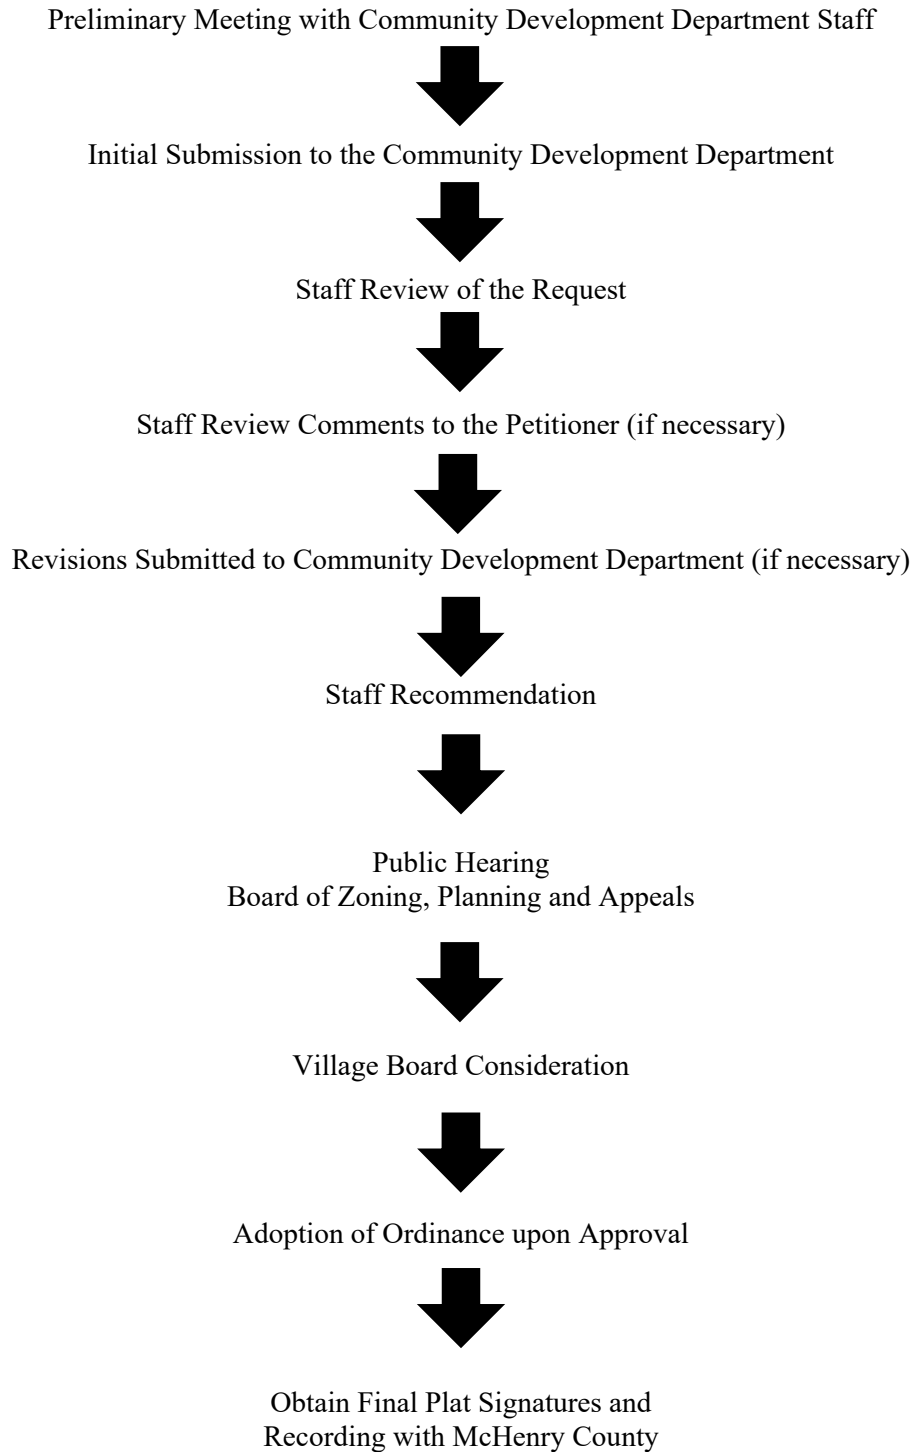 Preliminary Meeting with Community Development Department Staff
Initial Submission to the Community Development Department
Staff Review of the Request
Staff Review Comments to the Petitioner (if necessary)
Revisions Submitted to Community Development Department (if necessary)
Staff Recommendation
Public Hearing
Board of Zoning, Planning and Appeals
Village Board Consideration
Adoption of Ordinance upon Approval
Obtain Final Plat Signatures and
Recording with McHenry County